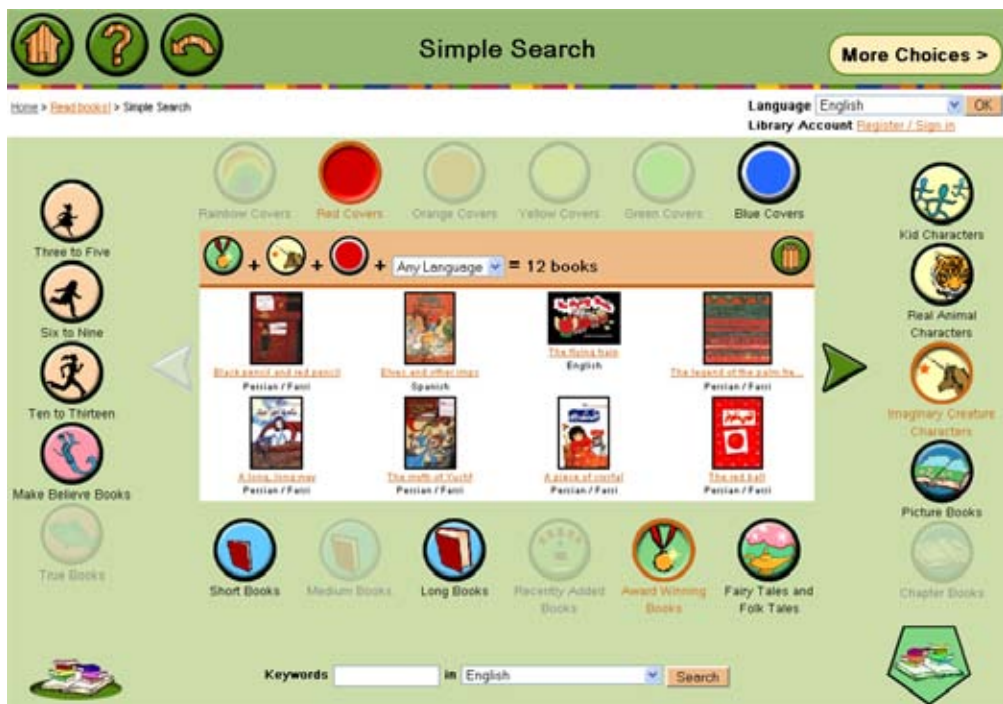 Simple Search
More Choices >
Home > Read books! > Simple Search
Language English OK
Library Account Register / Sign in
Rainbow Covers
Red Covers
Orange Covers
Yellow Covers
Green Covers
Blue Covers
Three to Five
Six to Nine
Ten to Thirteen
Make Believe Books
True Books
+ + + Any Language = 12 books
Black pencil and red pencil
Persian / Farsi
Elves and other imps
Spanish
The flying
English
The legend of the palm he...
Persian / Farsi
A long, long way
Persian / Farsi
The moth of
Persian / Farsi
A piece of crystal
Persian / Farsi
The red ball
Persian / Farsi
Kid Characters
Real Animal
Characters
Imaginary Creature
Characters
Picture Books
Chapter Books
Short Books
Medium Books
Long Books
Recently Added
Books
Award Winning
Books
Fairy Tales and
Folk Tales
Keywords in English Search